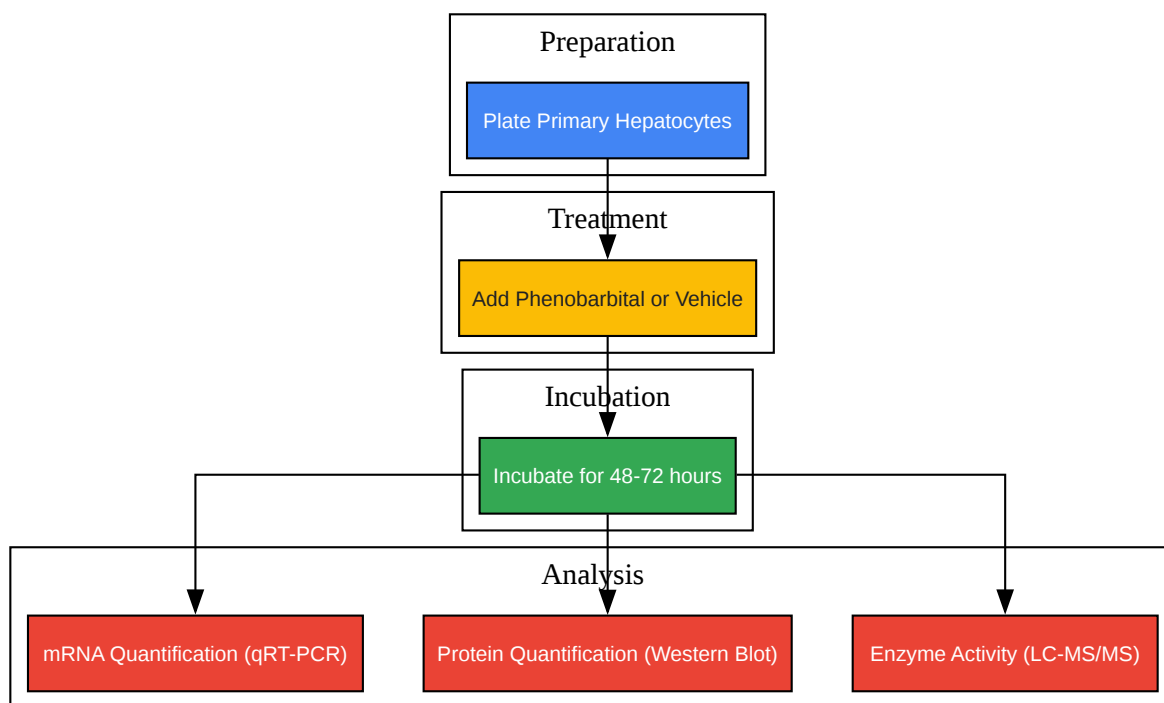 Preparation
Plate Primary Hepatocytes
Treatment
Add Phenobarbital or Vehicle
Incubation
Incubate for 48-72 hours
Analysis
mRNA Quantification (qRT-PCR)
Protein Quantification (Western Blot)
Enzyme Activity (LC-MS/MS)